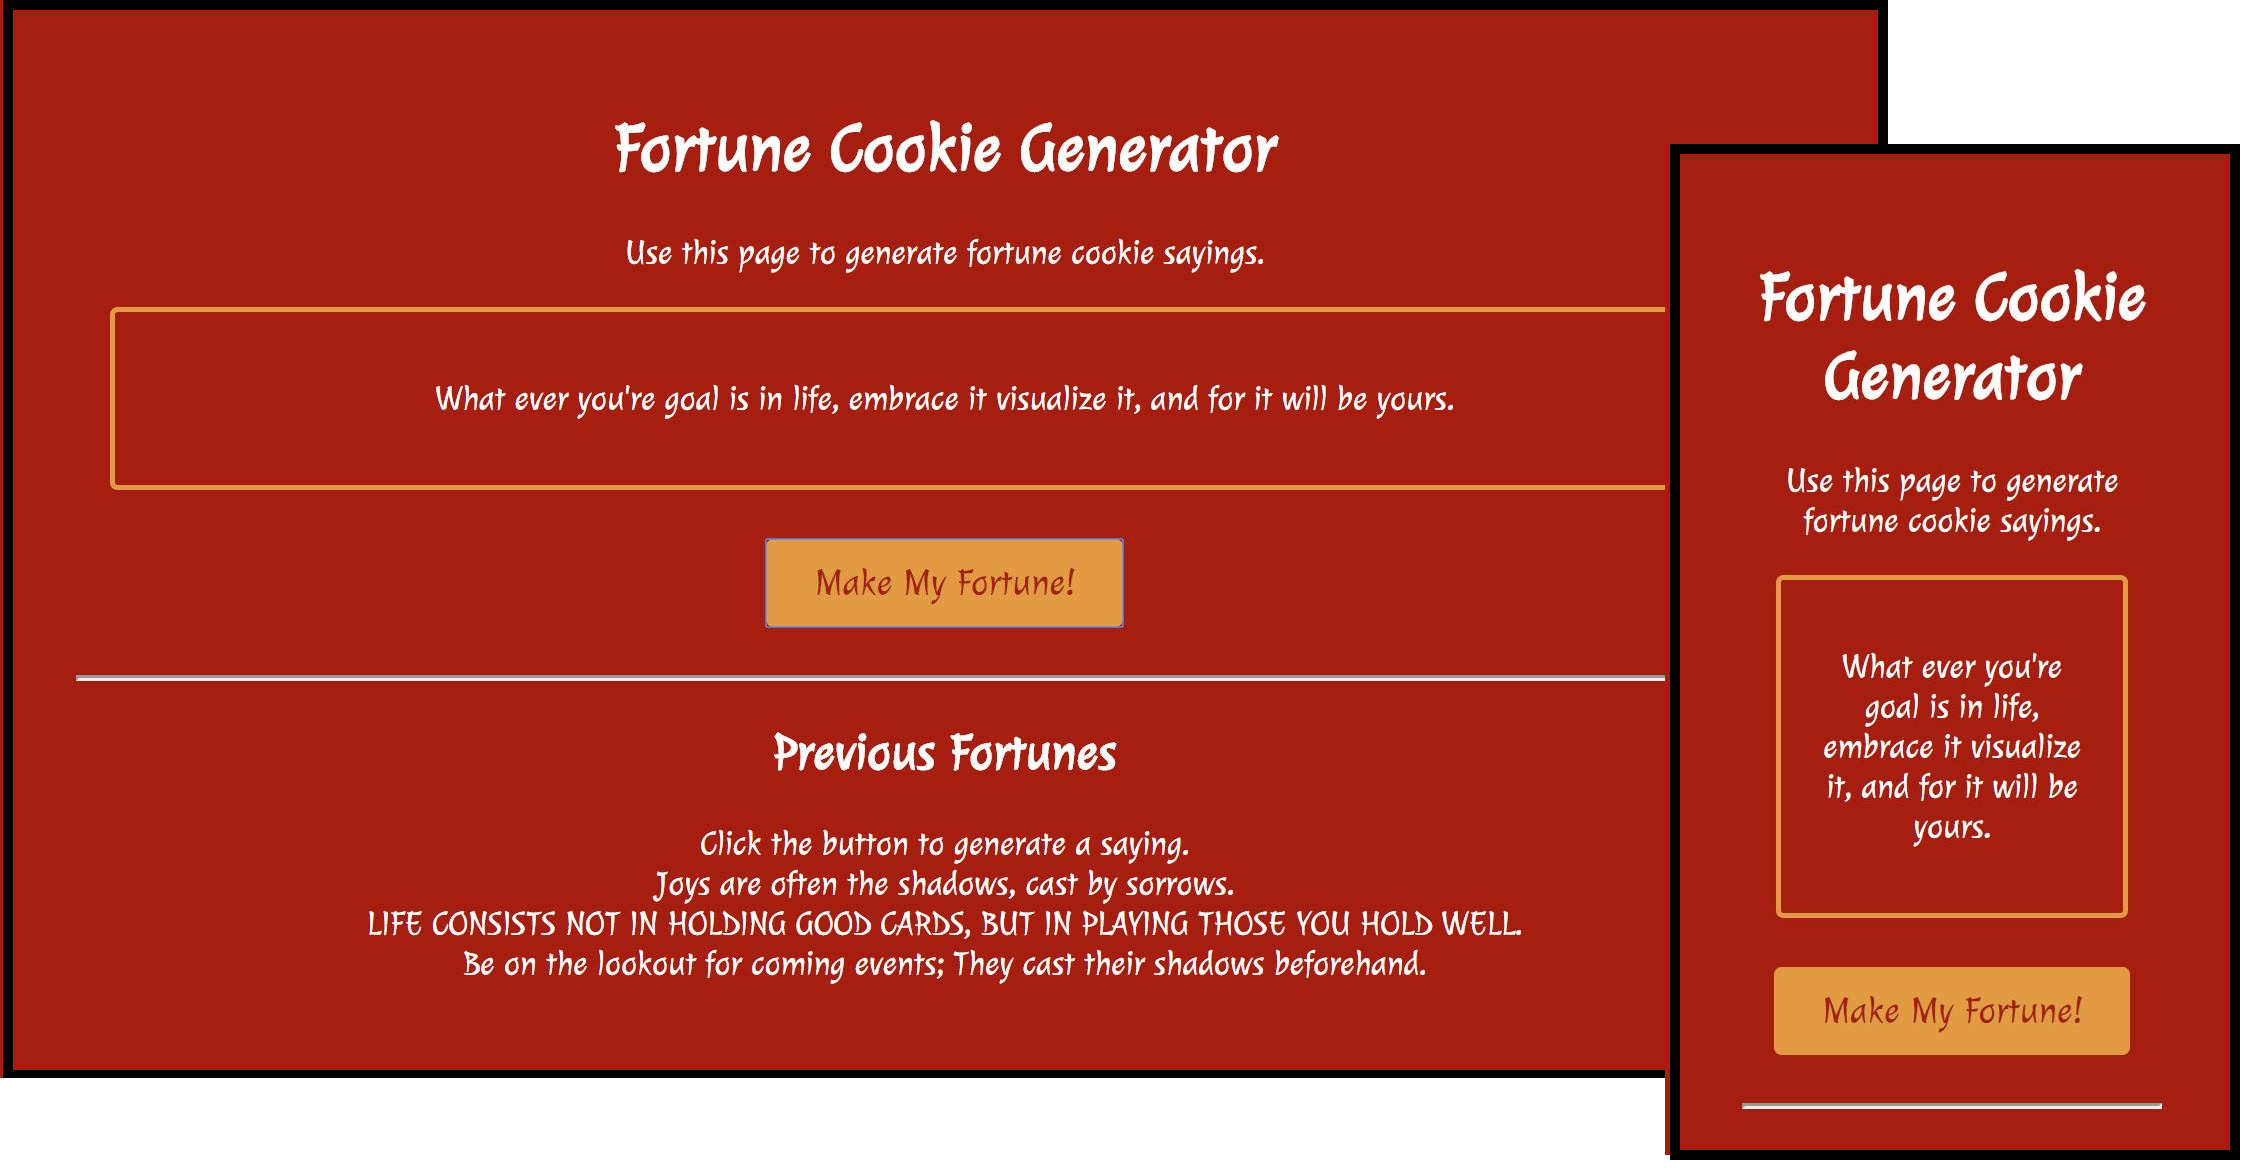 Fortune Cookie Generator
Use this page to generate fortune cookie sayings.
What ever you're goal is in life, embrace it visualize it, and for it will be yours.
Make My Fortune!
Previous Fortunes
Click the button to generate a saying.
Joys are often the shadows, cast by sorrows.
LIFE CONSISTS NOT IN HOLDING GOOD CARDS, BUT IN PLAYING THOSE YOU HOLD WELL.
Be on the lookout for coming events; They cast their shadows beforehand.
Fortune Cookie
Generator
Use this page to generate
fortune cookie sayings.
What ever you're
goal is in life,
embrace it visualize
it, and for it will be
yours.
Make My Fortune!